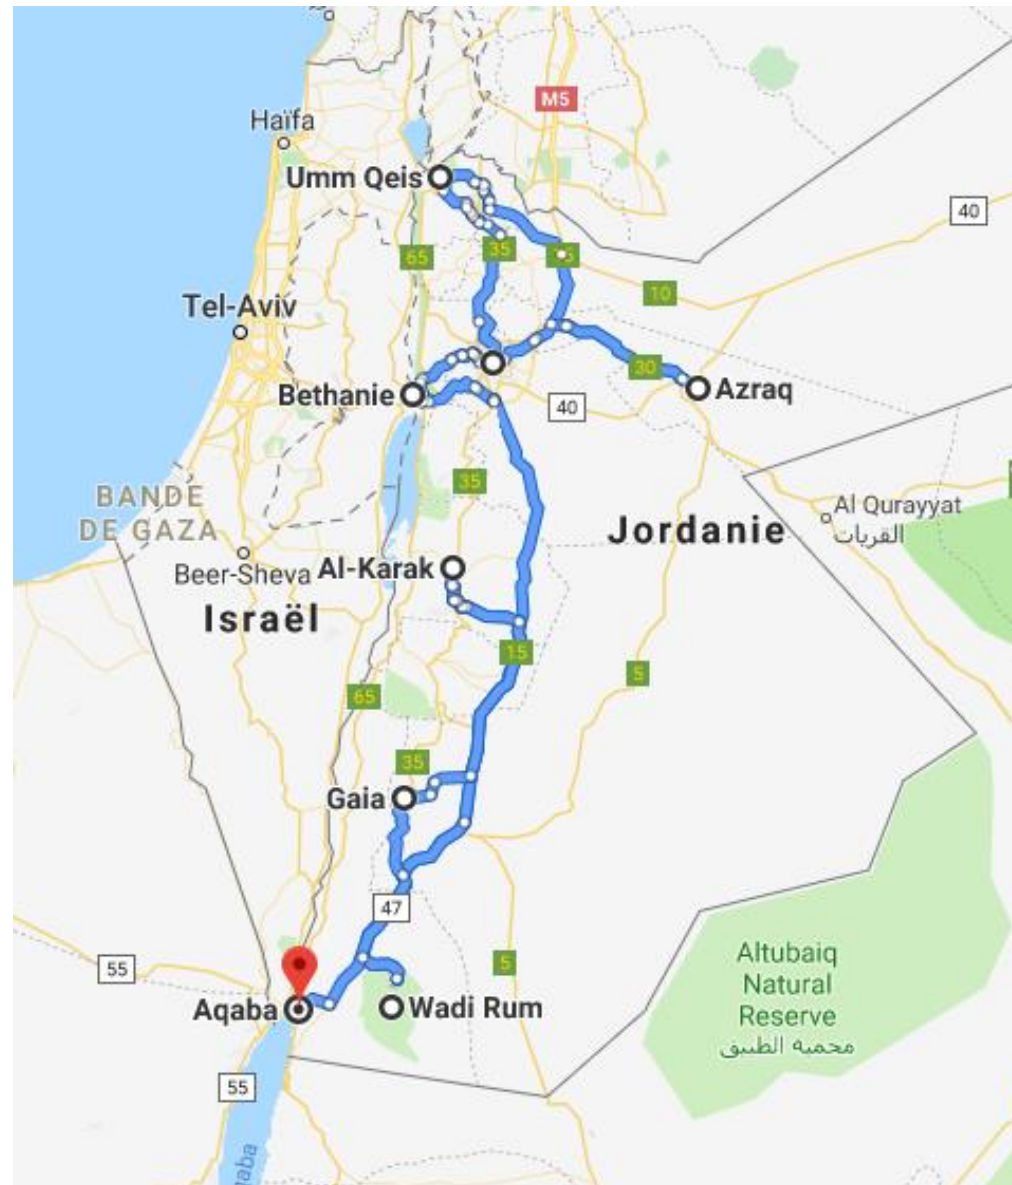 M5
Haïfa
Umm Qeis
40
65
35
10
Tel-Aviv
30
Azraq
Bethanie
40
35
BANDE
DE GAZA
Al Qurayyat
القريات
Jordanie
Beer-Sheva
Al-Karak
Israël
15
5
65
35
Gaia
47
55
5
Altubaiq
Natural
Reserve
محمية الطبيق
Aqaba
Wadi Rum
55